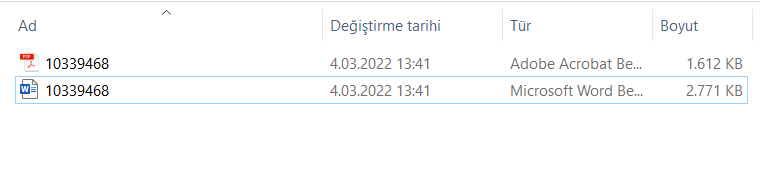 Ad Değiştirme tarihi Tür Boyut
PDF 10339468 4.03.2022 13:41 Adobe Acrobat Be... 1.612 KB
W 10339468 4.03.2022 13:41 Microsoft Word Be... 2.771 KB